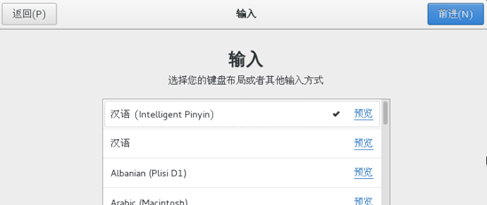 返回(P) 输入 前进(N)
输入
选择您的键盘布局或者其他输入方式
汉语 (Intelligent Pinyin) ✔ 预览
汉语 预览
Albanian (Plisi D1) 预览
Arabic (Macintosh) 预览